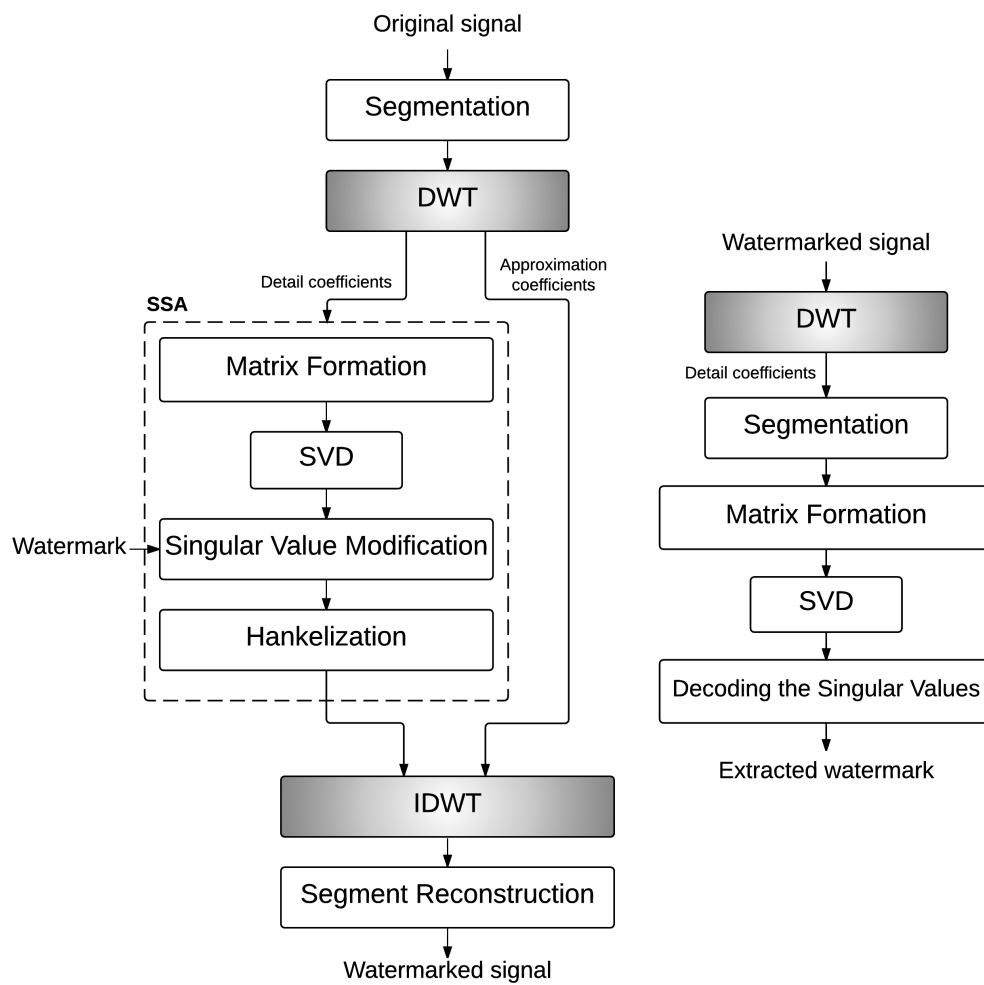 Original signal
Segmentation
DWT
Detail coefficients
Approximation
coefficients
SSA
Matrix Formation
SVD
Watermark
Singular Value Modification
Hankelization
IDWT
Segment Reconstruction
Watermarked signal
Watermarked signal
DWT
Detail coefficients
Segmentation
Matrix Formation
SVD
Decoding the Singular Values
Extracted watermark